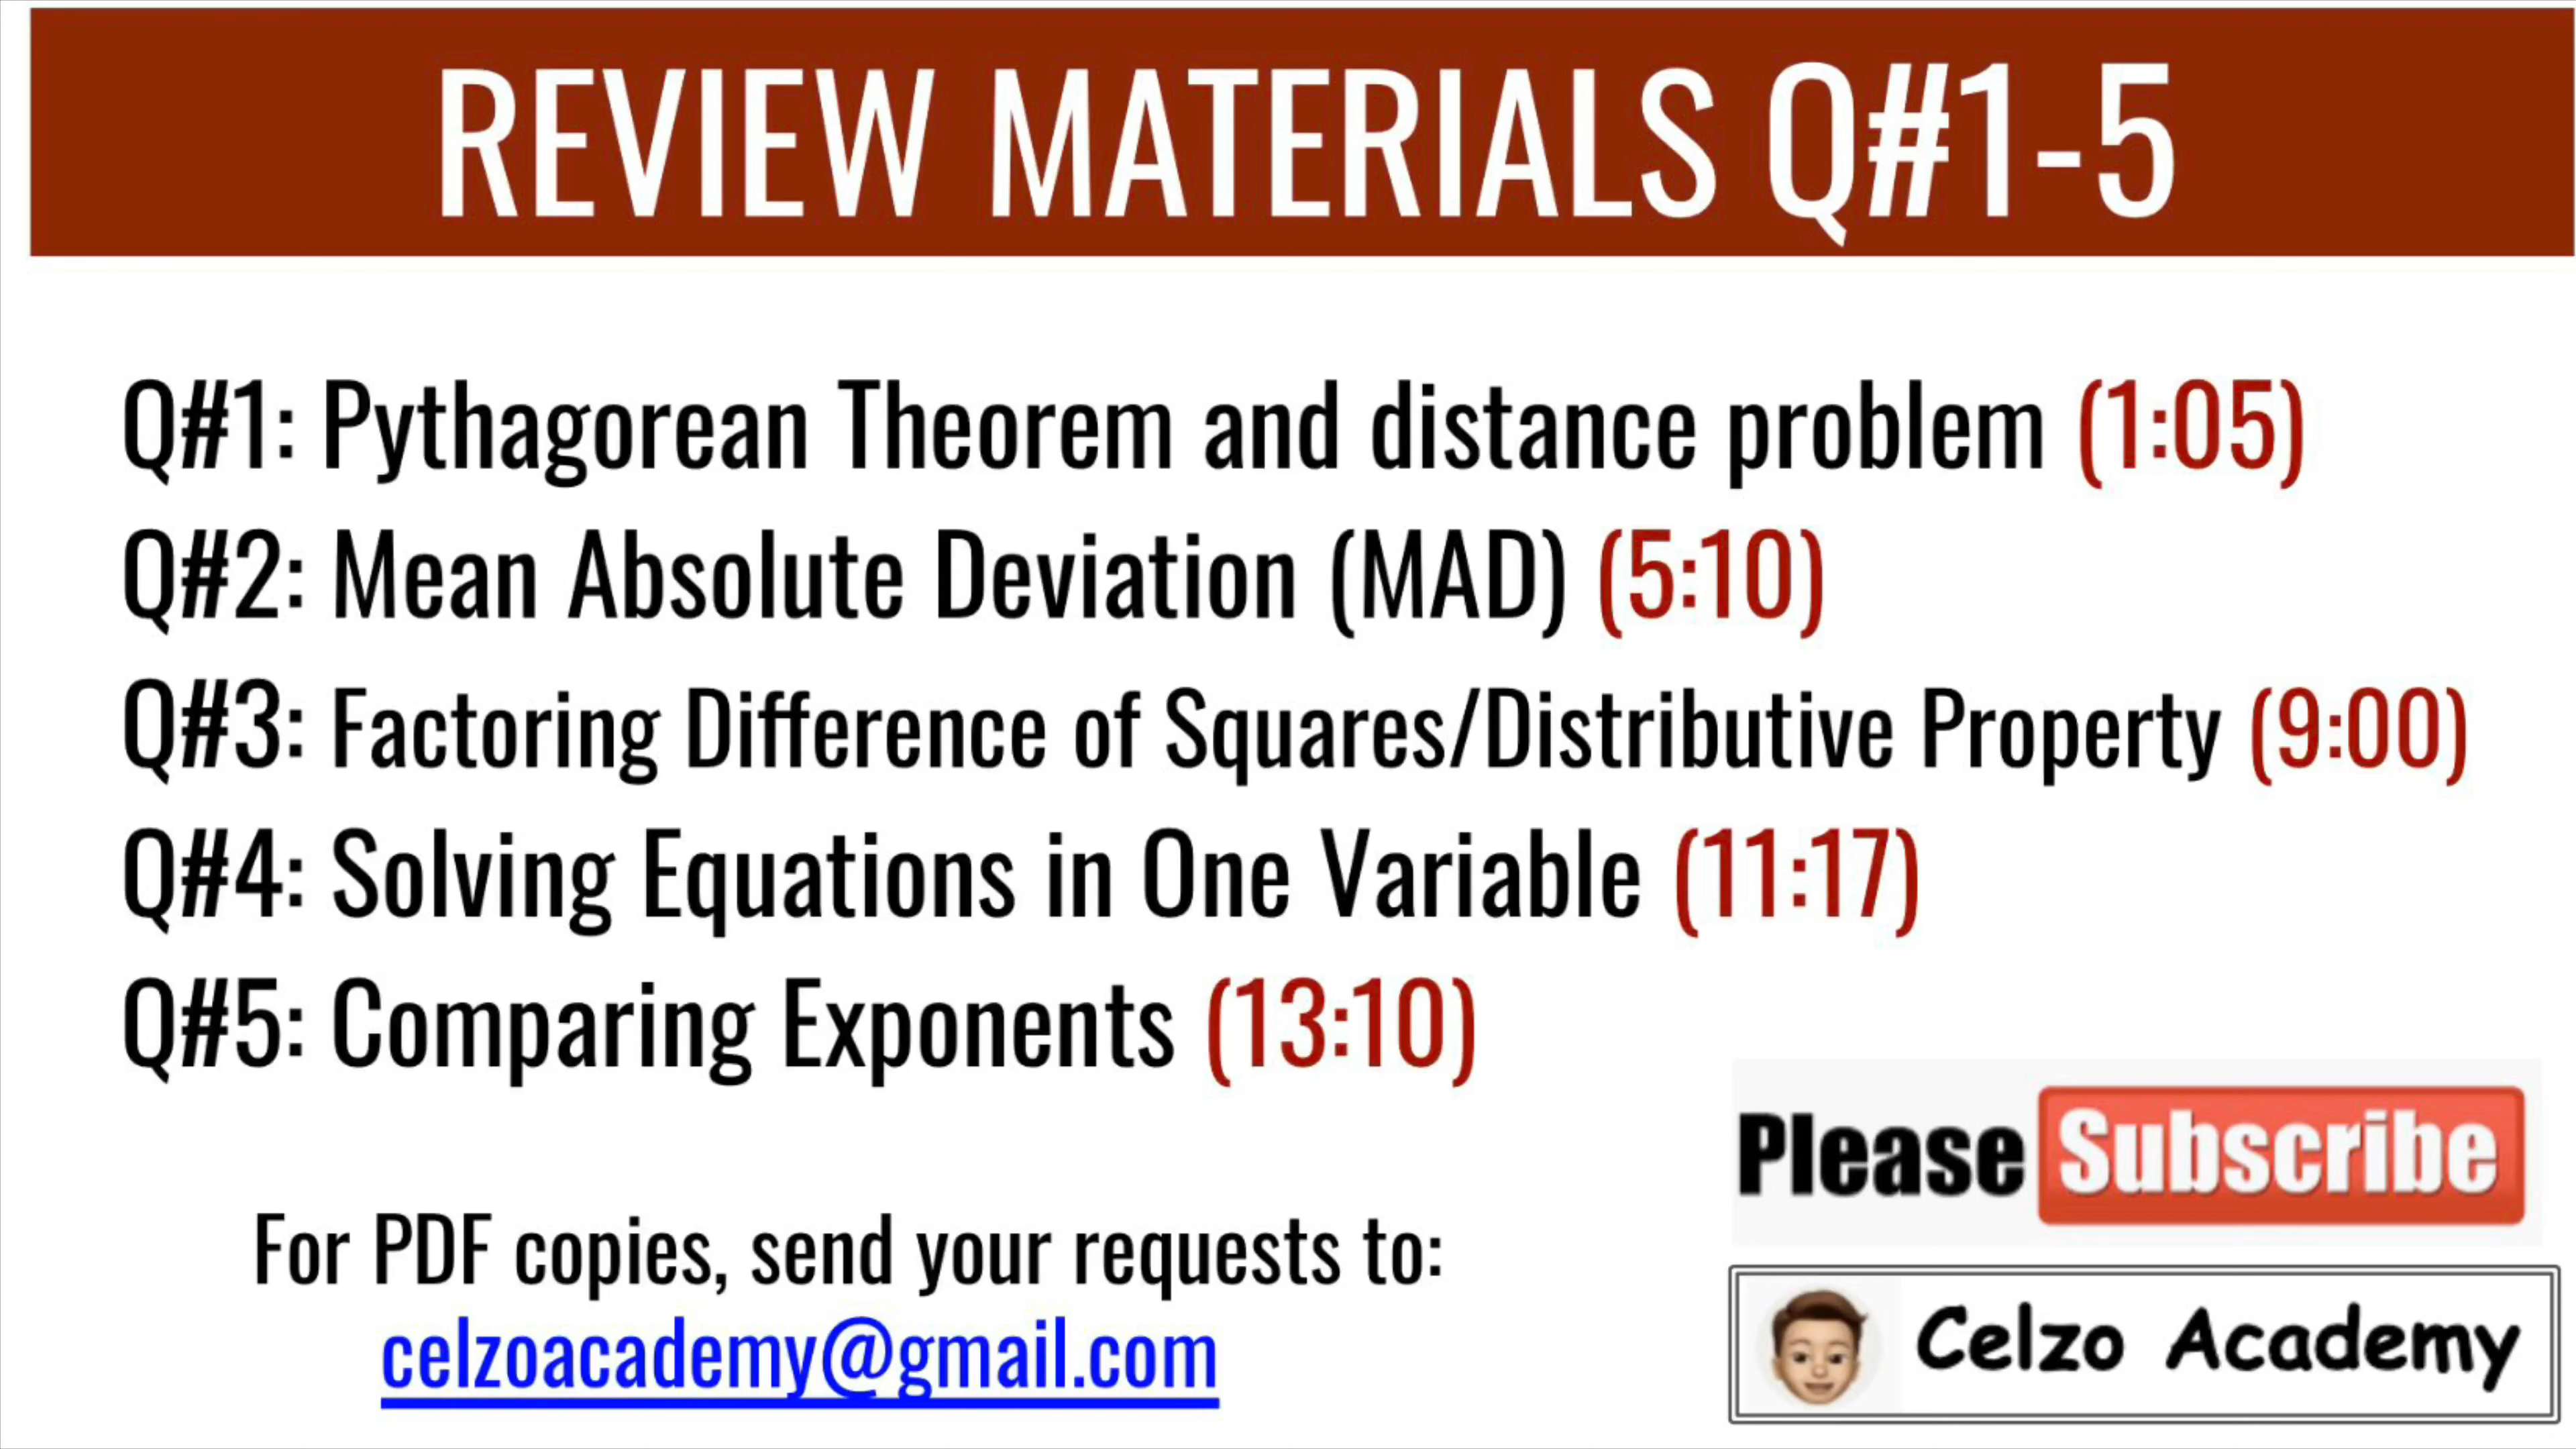 REVIEW MATERIALS Q#1-5
Q#1: Pythagorean Theorem and distance problem (1:05)
Q#2: Mean Absolute Deviation (MAD) (5:10)
Q#3: Factoring Difference of Squares/Distributive Property (9:00)
Q#4: Solving Equations in One Variable (11:17)
Q#5: Comparing Exponents (13:10)
For PDF copies, send your requests to:
celzoacademy@gmail.com
Please Subscribe
Celzo Academy